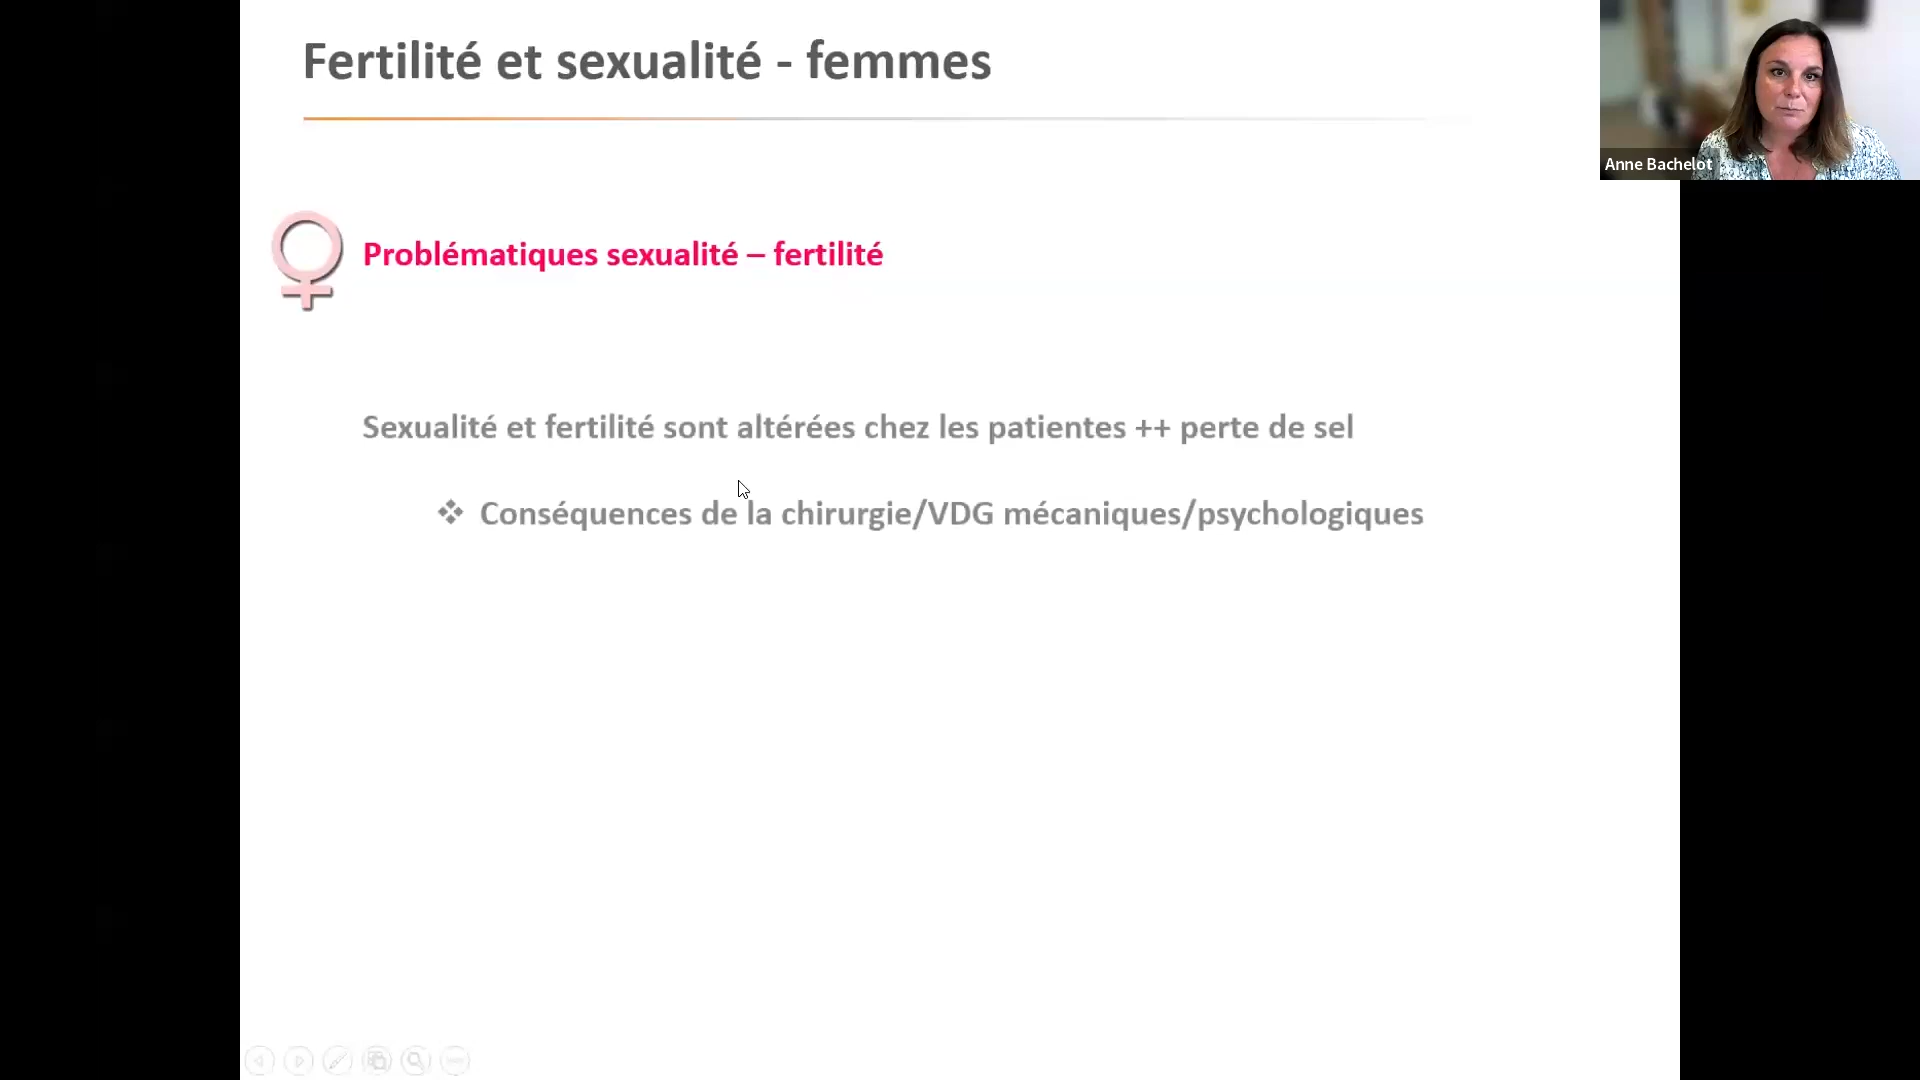 Fertilité et sexualité - femmes
Anne Bachelot
Problématiques sexualité – fertilité
Sexualité et fertilité sont altérées chez les patientes ++ perte de sel
❖ Conséquences de la chirurgie/VDG mécaniques/psychologiques